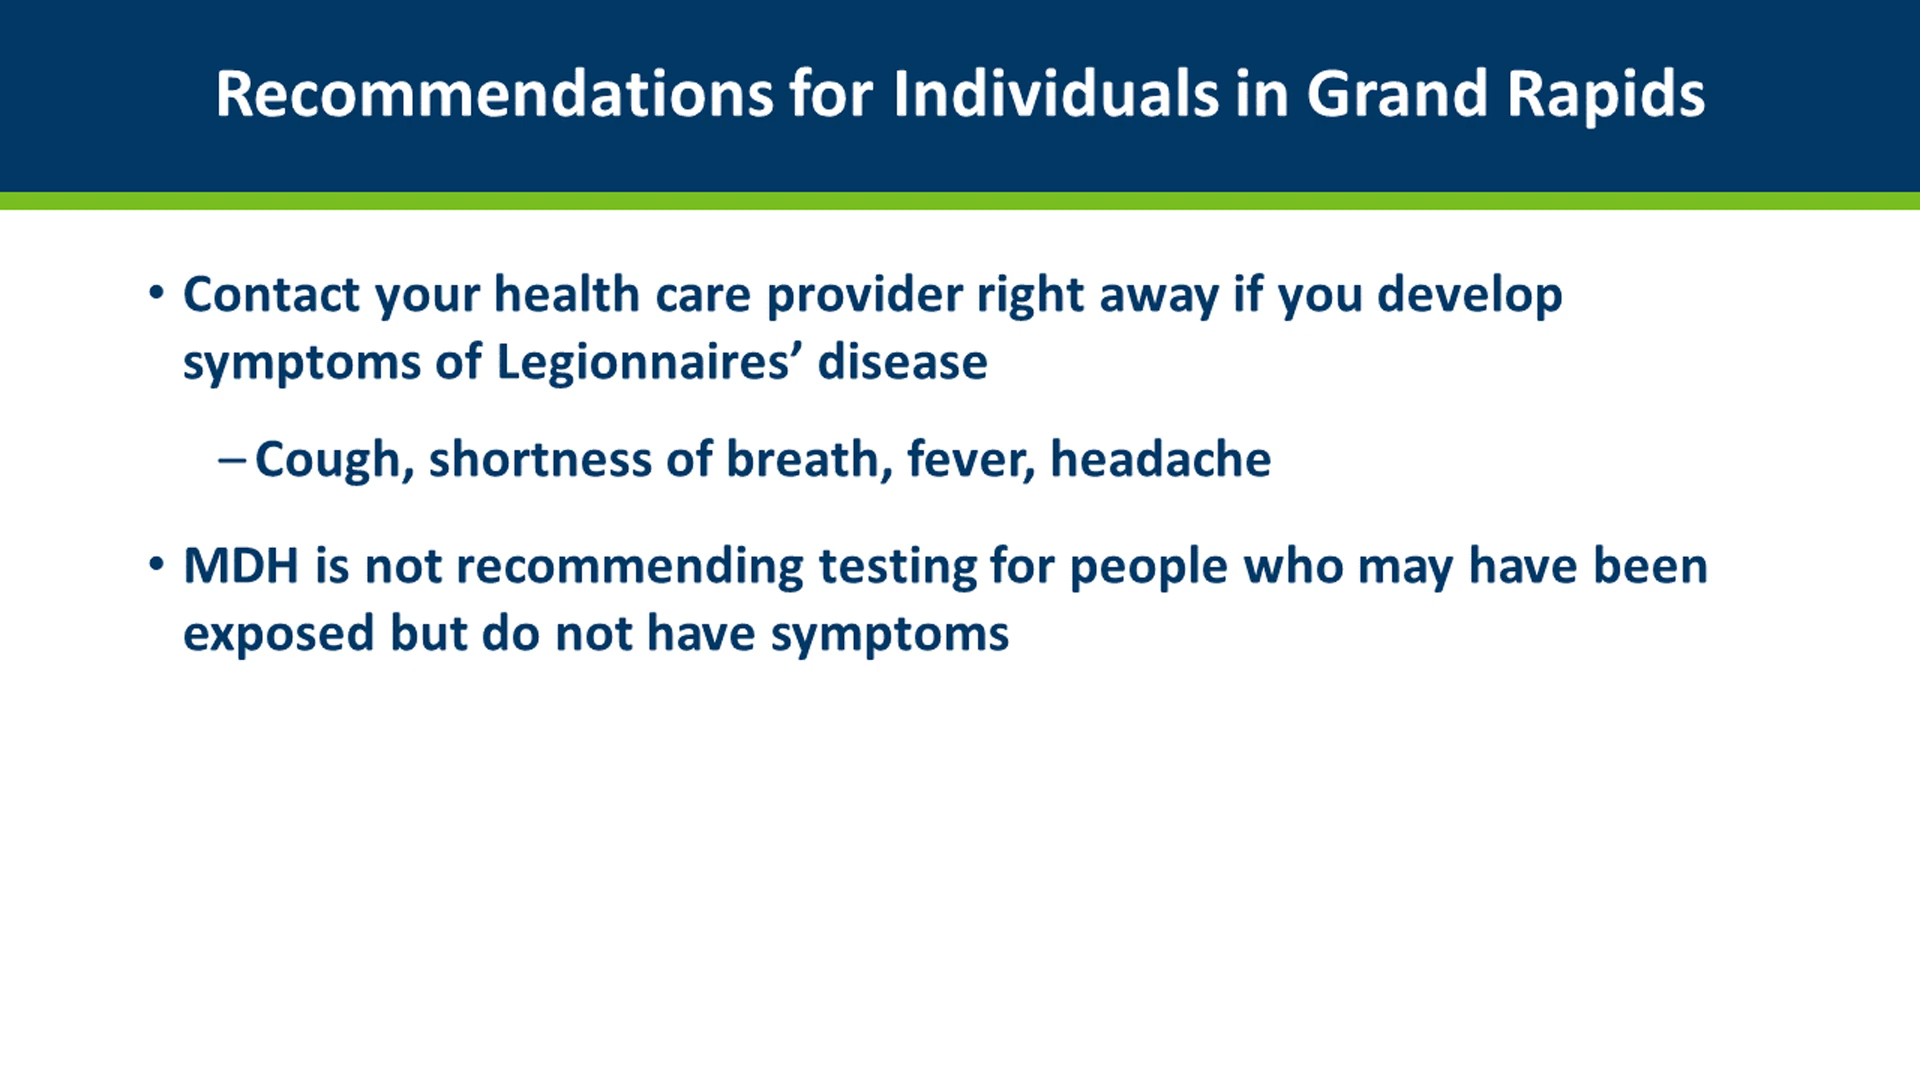 Recommendations for Individuals in Grand Rapids
• Contact your health care provider right away if you develop
symptoms of Legionnaires’ disease
– Cough, shortness of breath, fever, headache
• MDH is not recommending testing for people who may have been
exposed but do not have symptoms